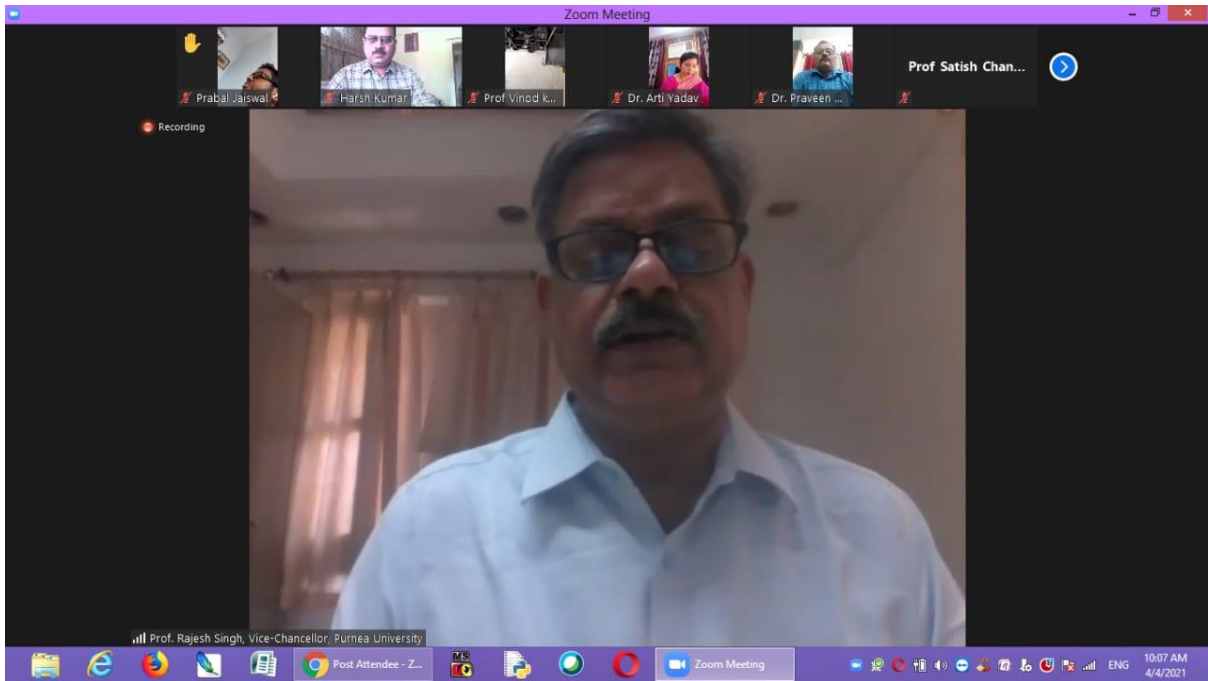 Zoom Meeting
Prabal Jaiswal
Harsh Kumar
Prof Vinod k...
Dr. Arti Yadav
Dr. Praveen ...
Prof Satish Chan...
Recording
Prof. Rajesh Singh, Vice-Chancellor, Purnea University
Post Attendee - Z...
MS
Zoom Meeting
ENG
10:07 AM
4/4/2021